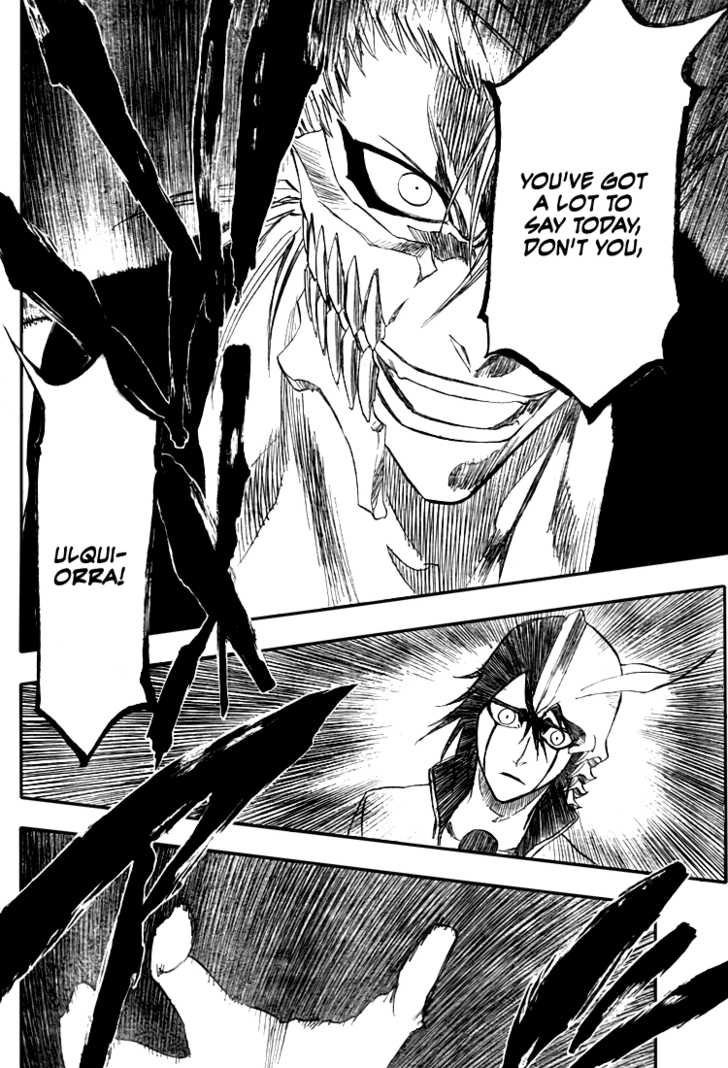 YOU'VE GOT
A LOT TO
SAY TODAY,
DON'T YOU,
ULQUI-
ORRA!